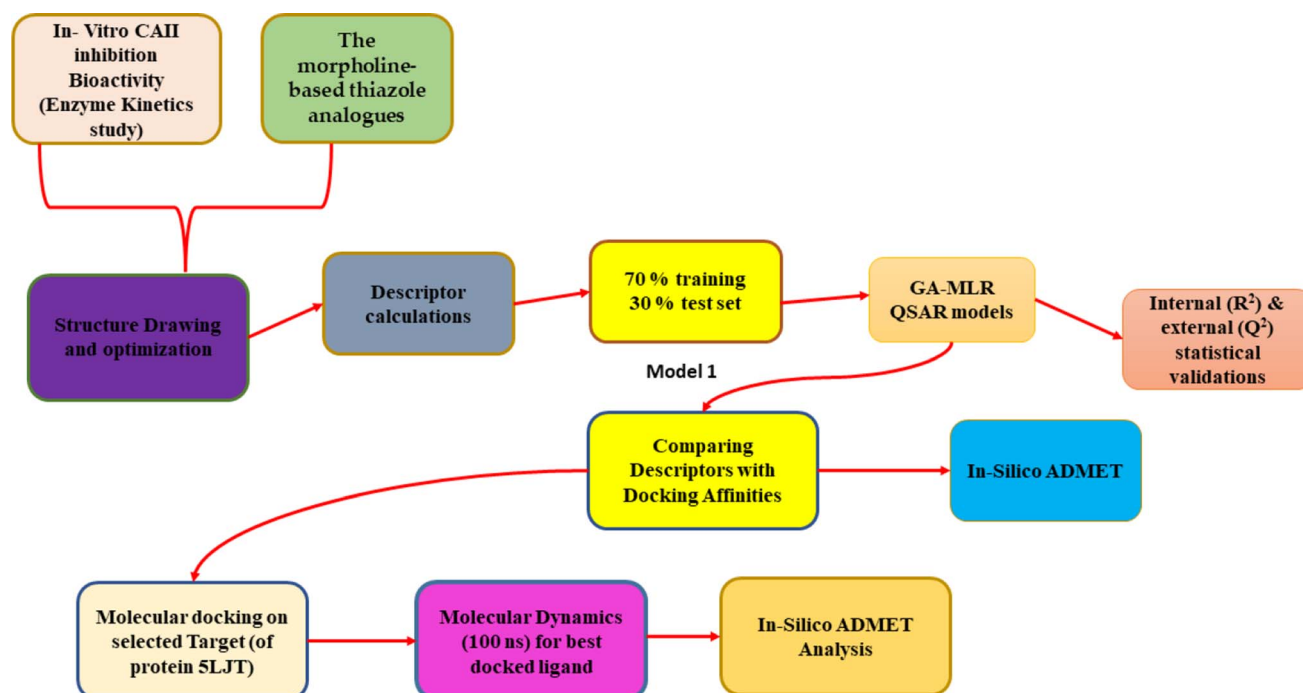 In- Vitro CAII
inhibition
Bioactivity
(Enzyme Kinetics
study)
The
morpholine-
based thiazole
analogues
Structure Drawing
and optimization
Descriptor
calculations
70 % training
30 % test set
GA-MLR
QSAR models
Internal (R²) &
external (Q²)
statistical
validations
Model 1
Comparing
Descriptors with
Docking Affinities
In-Silico ADMET
Molecular docking on
selected Target (of
protein 5LJT)
Molecular Dynamics
(100 ns) for best
docked ligand
In-Silico ADMET
Analysis